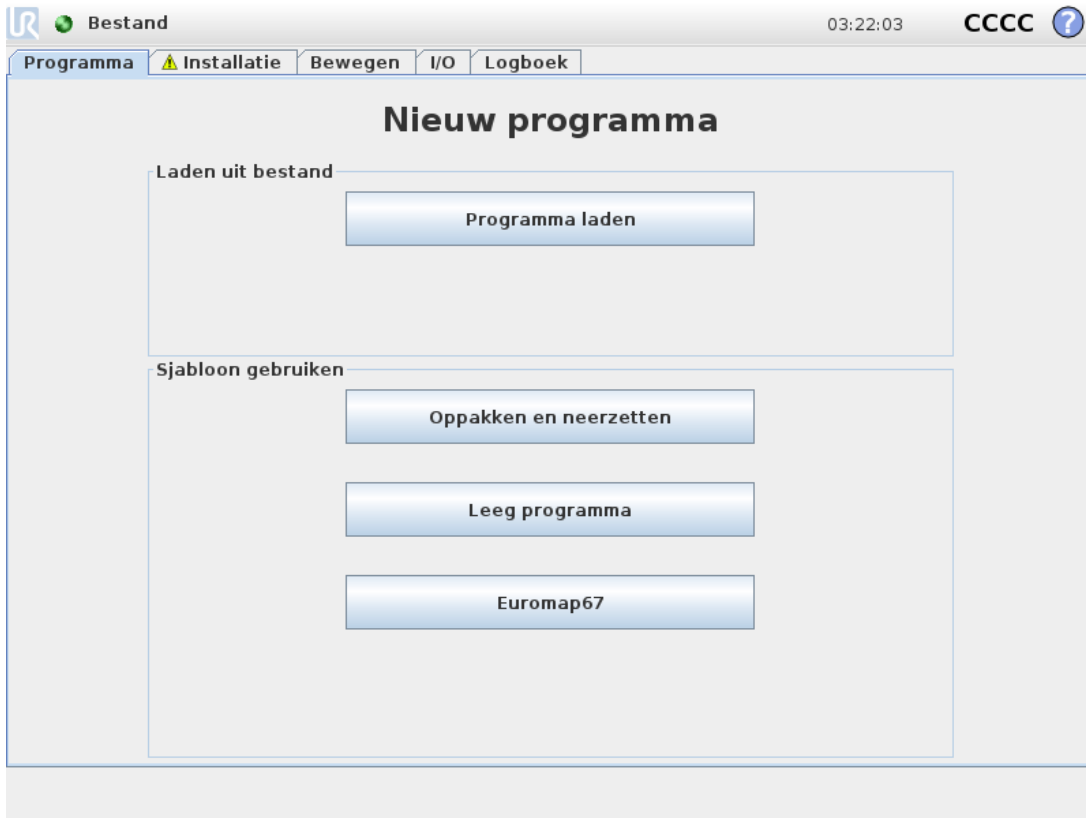 UR Bestand 03:22:03 CCCC ?
Programma Installatie Bewegen I/O Logboek
Nieuw programma
Laden uit bestand
Programma laden
Sjabloon gebruiken
Oppakken en neerzetten
Leeg programma
Euromap67